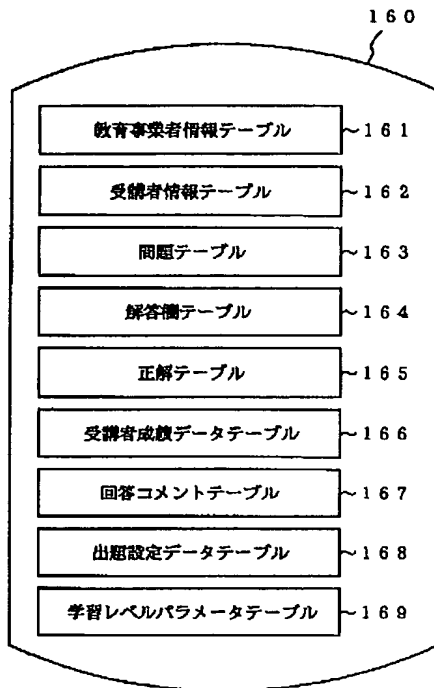 160
教育事業者情報テーブル ~161
受講者情報テーブル ~162
問題テーブル ~163
解答欄テーブル ~164
正解テーブル ~165
受講者成績データテーブル ~166
回答コメントテーブル ~167
出題設定データテーブル ~168
学習レベルパラメータテーブル ~169